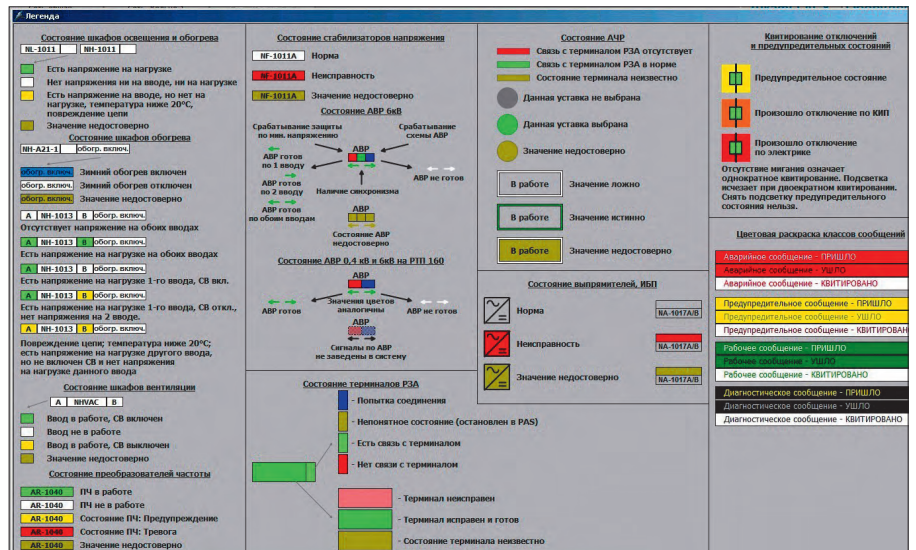 Легенда
Состояние шкафов освещения и обогрева
NL-1011 NH-1011
Есть напряжение на нагрузке
Нет напряжения ни на вводе, ни на нагрузке
Есть напряжение на вводе, но нет на
нагрузке, температура ниже 20°С,
повреждение цепи
Значение недостоверно
Состояние шкафов обогрева
NH-A21-1 обогр. включ.
обогр. включ. Зимний обогрев включен
обогр. включ. Зимний обогрев отключен
обогр. включ. Значение недостоверно
A NH-1013 B обогр. включ.
Отсутствует напряжение на обоих вводах
A NH-1013 B обогр. включ.
Есть напряжение на нагрузке обоих вводов
A NH-1013 B обогр. включ.
Есть напряжение на нагрузке 1-го ввода, СВ вкл.
A NH-1013 B обогр. включ.
Есть напряжение на нагрузке 1-го ввода, СВ откл.,
нет напряжения на 2 вводе.
A NH-1013 B обогр. включ.
Повреждение цепи; температура ниже 20°С;
есть напряжение на нагрузке другого ввода,
но не включен СВ и нет напряжения
на нагрузке данного ввода
Состояние шкафов вентиляции
A NHVAC B
Ввод в работе, СВ включен
Ввод не в работе
Ввод в работе, СВ выключен
Значение недостоверно
Состояние преобразователей частоты
AR-1040 ПЧ в работе
AR-1040 ПЧ не в работе
AR-1040 Состояние ПЧ: Предупреждение
AR-1040 Состояние ПЧ: Тревога
AR-1040 Значение недостоверно
Состояние стабилизаторов напряжения
NF-1011A Норма
NF-1011A Неисправность
NF-1011A Значение недостоверно
Состояние АВР 6кВ
Срабатывание защиты
по мин. напряжению
Срабатывание
схемы АВР
АВР
АВР готов
по 1 вводу
АВР не готов
АВР готов
по 2 вводу
Наличие синхронизма
АВР готов
по обоим вводам
АВР
Состояние АВР
недостоверно
Состояние АВР 0,4 кВ и 6кВ на РТП 160
АВР
АВР готов
Значения цветов
аналогичны
АВР не готов
АВР
Сигналы по АВР
не заведены в систему
Состояние терминалов РЗА
- Попытка соединения
- Непонятное состояние (остановлен в PAS)
- Есть связь с терминалом
- Нет связи с терминалом
- Терминал неисправен
- Терминал исправен и готов
- Состояние терминала неизвестно
Состояние АЧР
Связь с терминалом РЗА отсутствует
Связь с терминалом РЗА в норме
Состояние терминала неизвестно
Данная уставка не выбрана
Данная уставка выбрана
Значение недостоверно
В работе Значение ложно
В работе Значение истинно
В работе Значение недостоверно
Состояние выпрямителей, ИБП
Норма NA-1017A/B
Неисправность NA-1017A/B
Значение недостоверно NA-1017A/B
Квитирование отключений
и предупредительных состояний
Предупредительное состояние
Произошло отключение по КИП
Произошло отключение
по электрике
Отсутствие мигания означает
однократное квитирование. Подсветка
исчезает при двоекратном квитировании.
Снять подсветку предупредительного
состояния нельзя.
Цветовая раскраска классов сообщений
Аварийное сообщение - ПРИШЛО
Аварийное сообщение - УШЛО
Аварийное сообщение - КВИТИРОВАНО
Предупредительное сообщение - ПРИШЛО
Предупредительное сообщение - УШЛО
Предупредительное сообщение - КВИТИРОВАН
Рабочее сообщение - ПРИШЛО
Рабочее сообщение - УШЛО
Рабочее сообщение - КВИТИРОВАНО
Диагностическое сообщение - ПРИШЛО
Диагностическое сообщение - УШЛО
Диагностическое сообщение - КВИТИРОВАНО